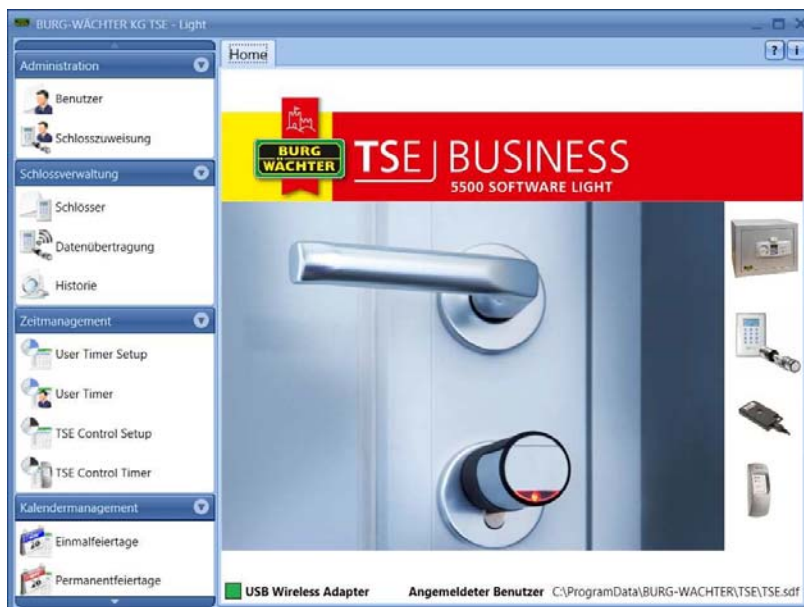 BURG-WÄCHTER KG TSE - Light
Administration
Benutzer
Schlosszuweisung
Schlossverwaltung
Schlösser
Datenübertragung
Historie
Zeitmanagement
User Timer Setup
User Timer
TSE Control Setup
TSE Control Timer
Kalendermanagement
Einmalfeiertage
Permanentfeiertage
Home
? i
BURG
WÄCHTER
TSE BUSINESS
5500 SOFTWARE LIGHT
USB Wireless Adapter Angemeldeter Benutzer C:\ProgramData\BURG-WACHTER\TSE\TSE.sdf